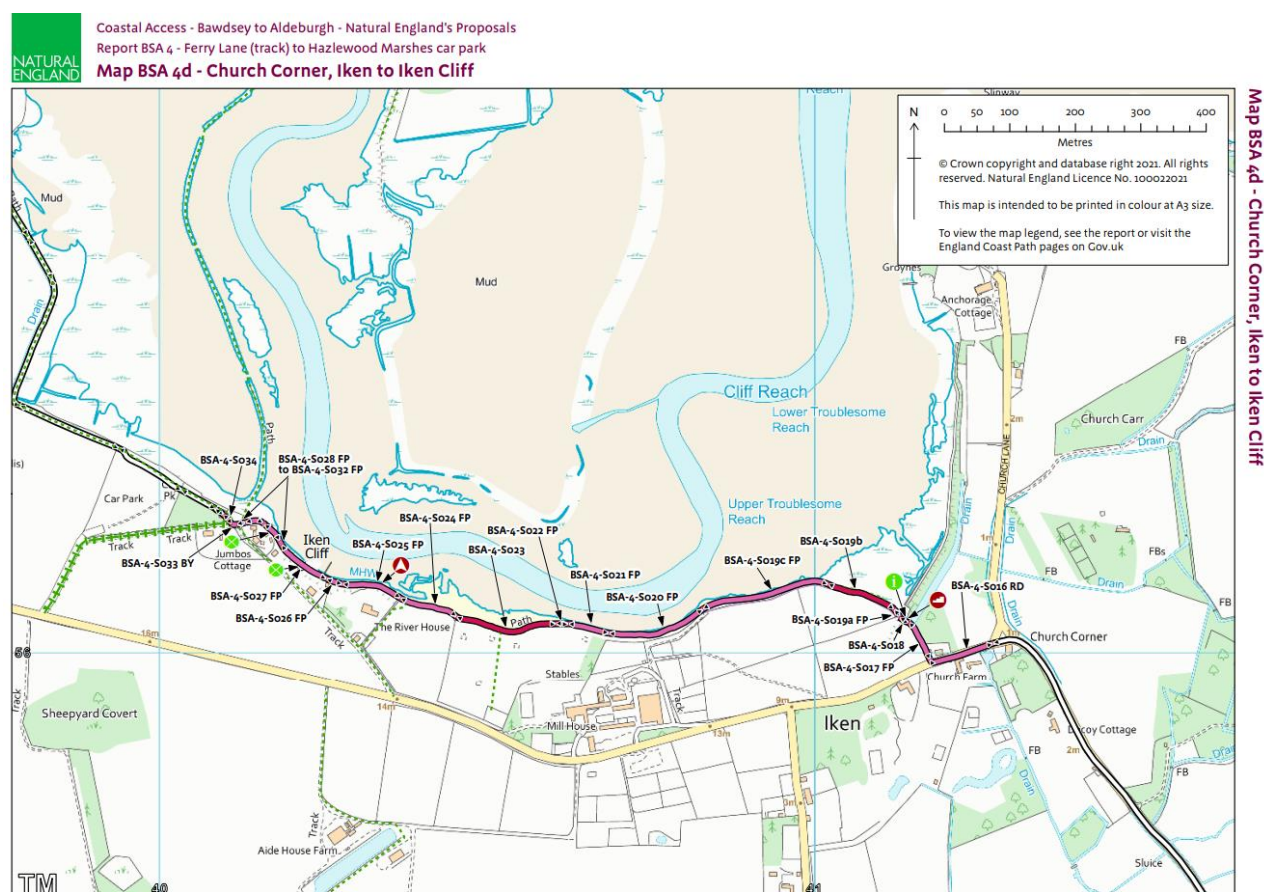 NATURAL
ENGLAND
Coastal Access - Bawdsey to Aldeburgh - Natural England's Proposals
Report BSA 4 - Ferry Lane (track) to Hazlewood Marshes car park
Map BSA 4d - Church Corner, Iken to Iken Cliff
Map BSA 4d - Church Corner, Iken to Iken Cliff
Reach
Slipway
N
0 50 100 200 300 400
Metres
© Crown copyright and database right 2021. All rights
reserved. Natural England Licence No. 100022021
This map is intended to be printed in colour at A3 size.
To view the map legend, see the report or visit the
England Coast Path pages on Gov.uk
Mud
Path
Mud
Groynes
Anchorage
Cottage
Drain
FB
Cliff Reach
Lower Troublesome
Reach
2m
Church Carr
CHURCH LANE
Drain
Path
BSA-4-S034
BSA-4-S028 FP
to BSA-4-S032 FP
Car Park
Pk
Upper Troublesome
Reach
Drain
Drain
1m
FBs
FB
Drain
BSA-4-S024 FP
BSA-4-S022 FP
BSA-4-S023
BSA-4-S019b
BSA-4-S019C FP
Track
Track
Iken
Cliff
BSA-4-S025 FP
BSA-4-S033 BY
Jumbos
Cottage
MHW
BSA-4-S021 FP
BSA-4-S020 FP
BSA-4-S016 RD
FB
BSA-4-S027 FP
BSA-4-S026 FP
BSA-4-S019a FP
The River House
Path
BSA-4-S018
Drain
1m
Church Corner
15m
Track
56
BSA-4-S017 FP
Church Farm
Stables
Track
Track
14m
Sheepyard Covert
Mill House
9m
13m
Iken
Decoy Cottage
2m
FB
FB
Drain
Drain
FB
3m
Track
Aide House Farm
Sluice
TM
40
41